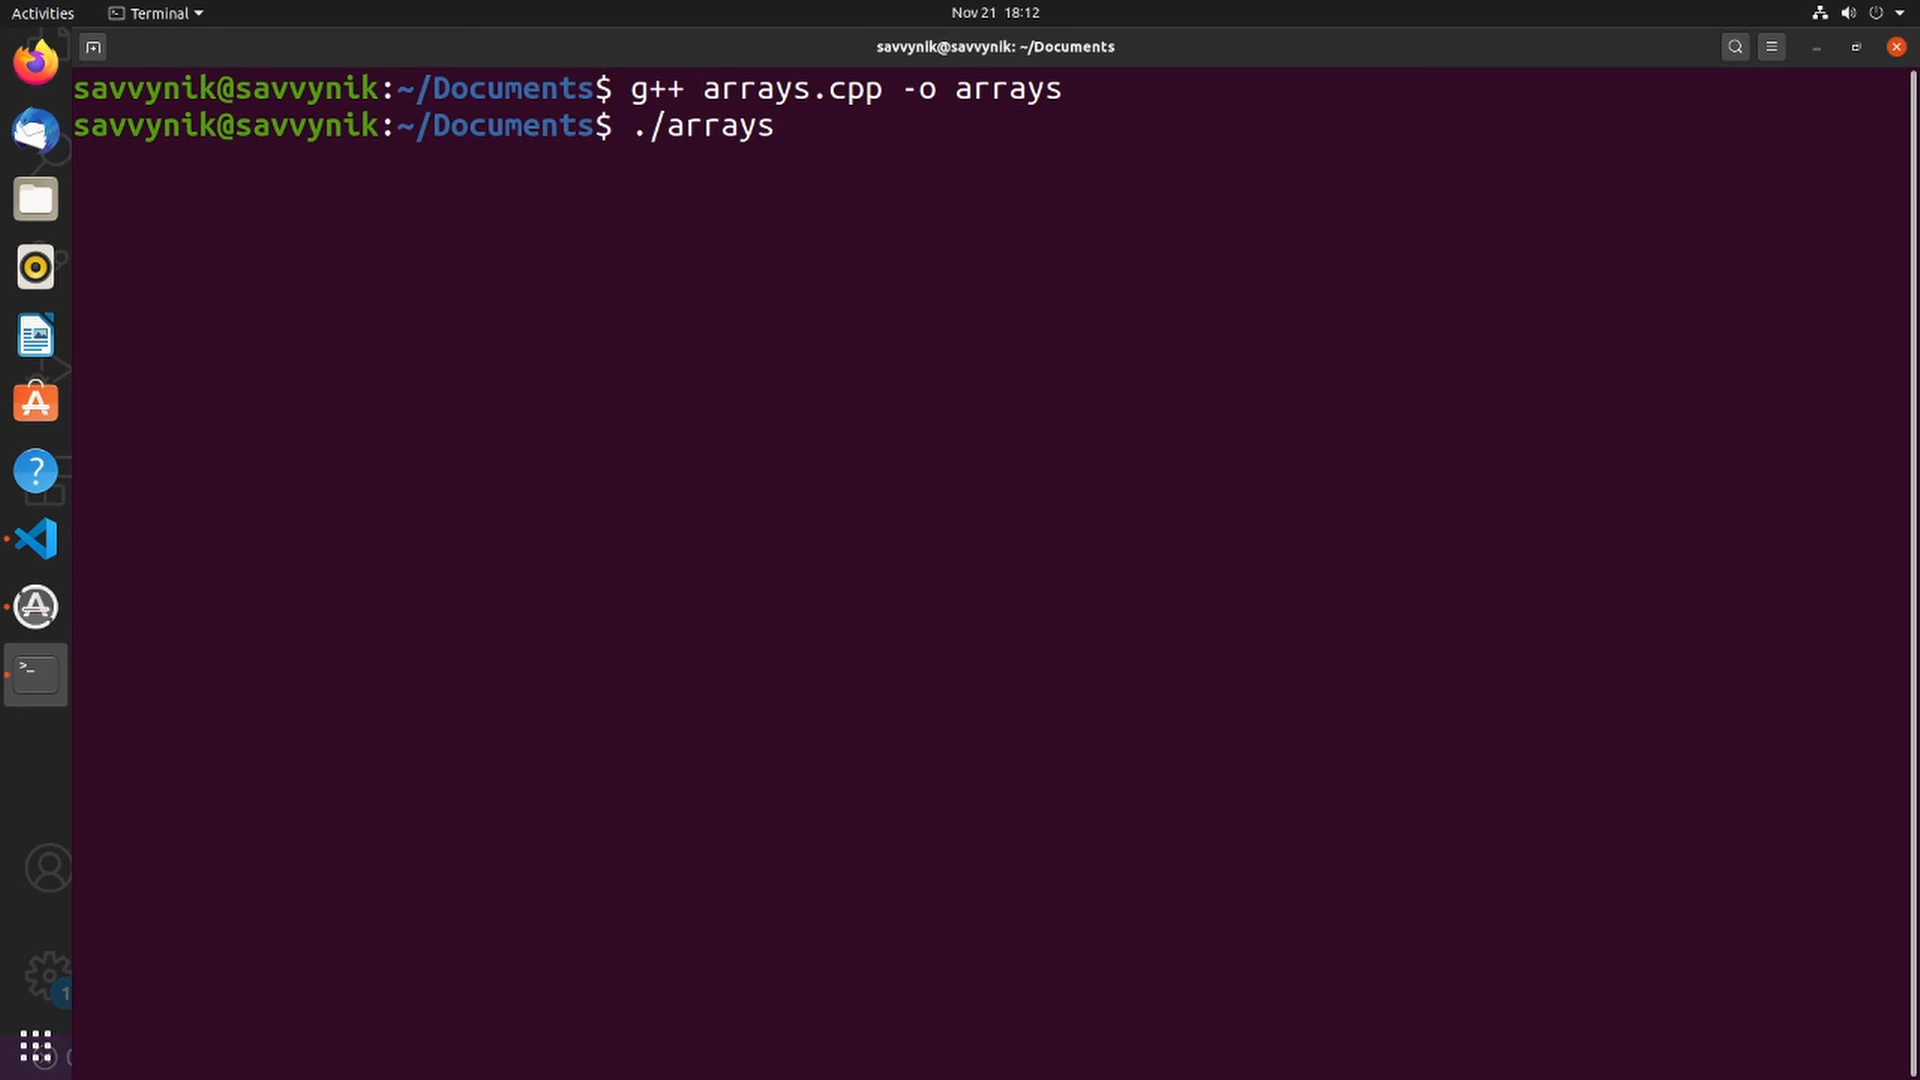 Activities
Terminal
Nov 21 18:12
savvynik@savvynik: ~/Documents
savvynik@savvynik:~/Documents$ g++ arrays.cpp -o arrays
savvynik@savvynik:~/Documents$ ./arrays
?
>_
1